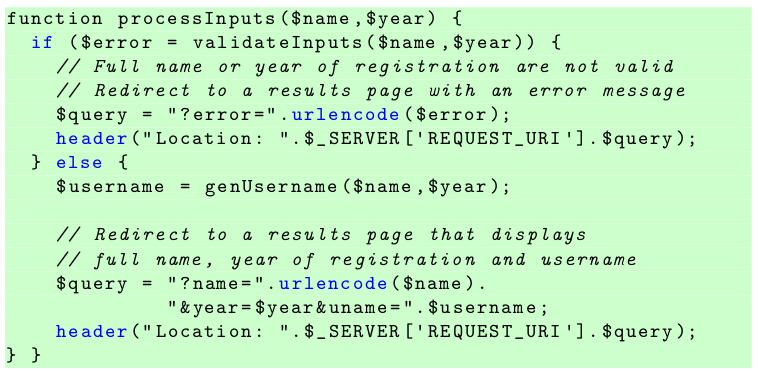 function processInputs($name,$year) {
  if ($error = validateInputs($name,$year)) {
    // Full name or year of registration are not valid
    // Redirect to a results page with an error message
    $query = "?error=".urlencode($error);
    header("Location: ".$_SERVER['REQUEST_URI'].$query);
  } else {
    $username = genUsername($name,$year);

    // Redirect to a results page that displays
    // full name, year of registration and username
    $query = "?name=".urlencode($name).
             "&year=$year&uname=".$username;
    header("Location: ".$_SERVER['REQUEST_URI'].$query);
} }